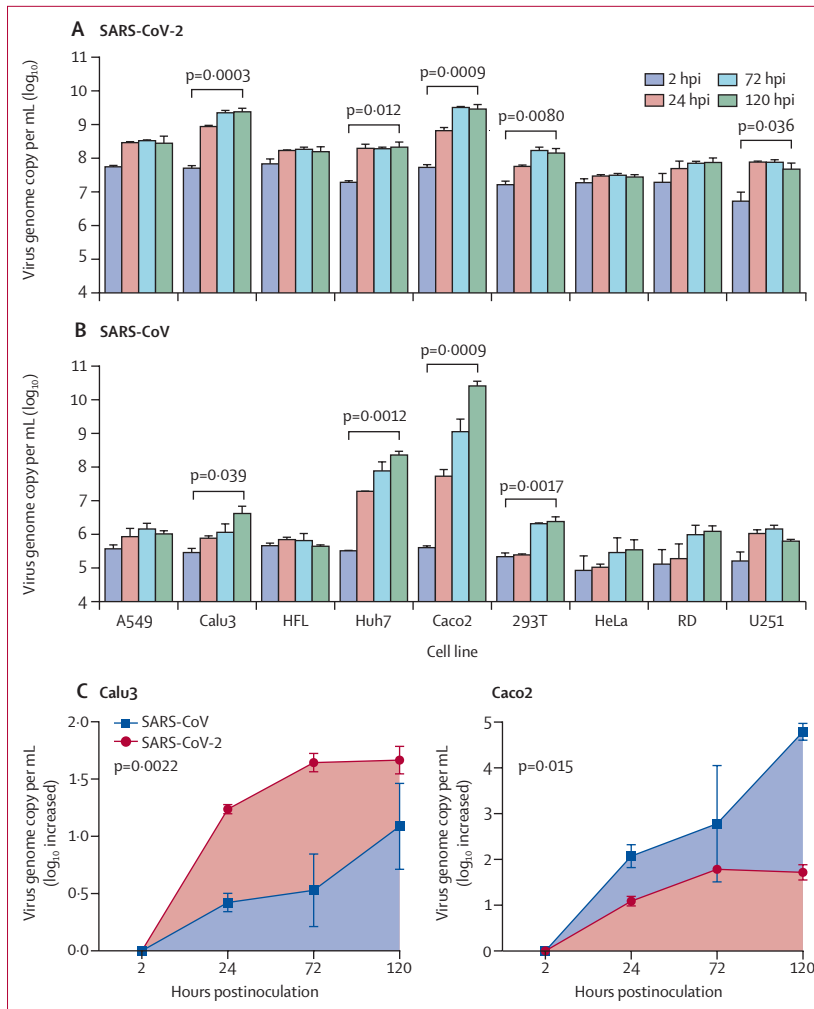 A SARS-CoV-2
Virus genome copy per mL (log10)
11
10
9
8
7
6
5
4
p=0·0003
p=0·012
p=0·0009
p=0·0080
p=0·036
2 hpi
72 hpi
24 hpi
120 hpi
B SARS-CoV
Virus genome copy per mL (log10)
11
10
9
8
7
6
5
4
p=0·039
p=0·0012
p=0·0009
p=0·0017
A549 Calu3 HFL Huh7 Caco2 293T HeLa RD U251
Cell line
C Calu3
Virus genome copy per mL
(log10 increased)
2·0
1·5
1·0
0·5
0·0
SARS-CoV
SARS-CoV-2
p=0·0022
2 24 72 120
Hours postinoculation
Caco2
Virus genome copy per mL
(log10 increased)
5
4
3
2
1
0
p=0·015
2 24 72 120
Hours postinoculation